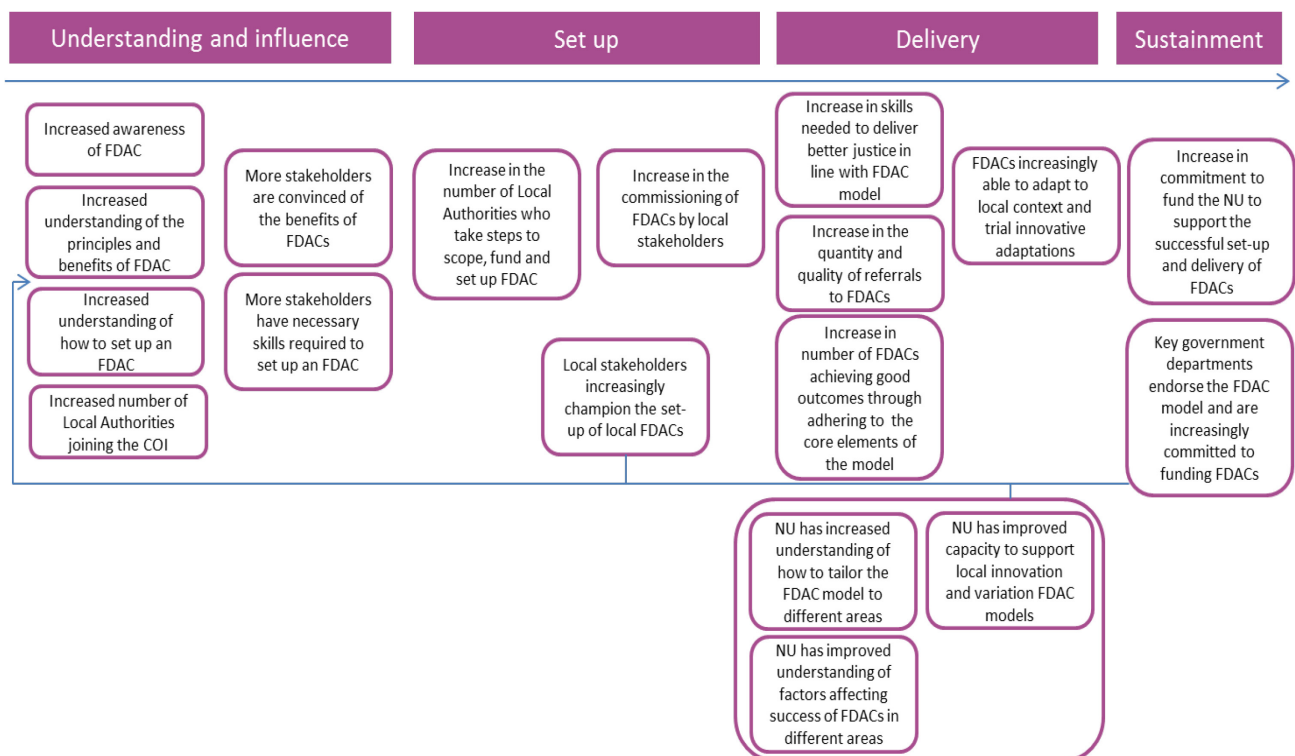 Understanding and influence
Set up
Delivery
Sustainment
Increased awareness
of FDAC
Increased
understanding of the
principles and
benefits of FDAC
Increased
understanding of
how to set up an
FDAC
Increased number of
Local Authorities
joining the COI
More stakeholders
are convinced of
the benefits of
FDACs
More stakeholders
have necessary
skills required to
set up an FDAC
Increase in the
number of Local
Authorities who
take steps to
scope, fund and
set up FDAC
Increase in the
commissioning of
FDACs by local
stakeholders
Local stakeholders
increasingly
champion the set-
up of local FDACs
Increase in skills
needed to deliver
better justice in
line with FDAC
model
Increase in the
quantity and
quality of referrals
to FDACs
Increase in
number of FDACs
achieving good
outcomes through
adhering to the
core elements of
the model
FDACs increasingly
able to adapt to
local context and
trial innovative
adaptations
Increase in
commitment to
fund the NU to
support the
successful set-up
and delivery of
FDACs
Key government
departments
endorse the FDAC
model and are
increasingly
committed to
funding FDACs
NU has increased
understanding of
how to tailor the
FDAC model to
different areas
NU has improved
capacity to support
local innovation
and variation FDAC
models
NU has improved
understanding of
factors affecting
success of FDACs in
different areas